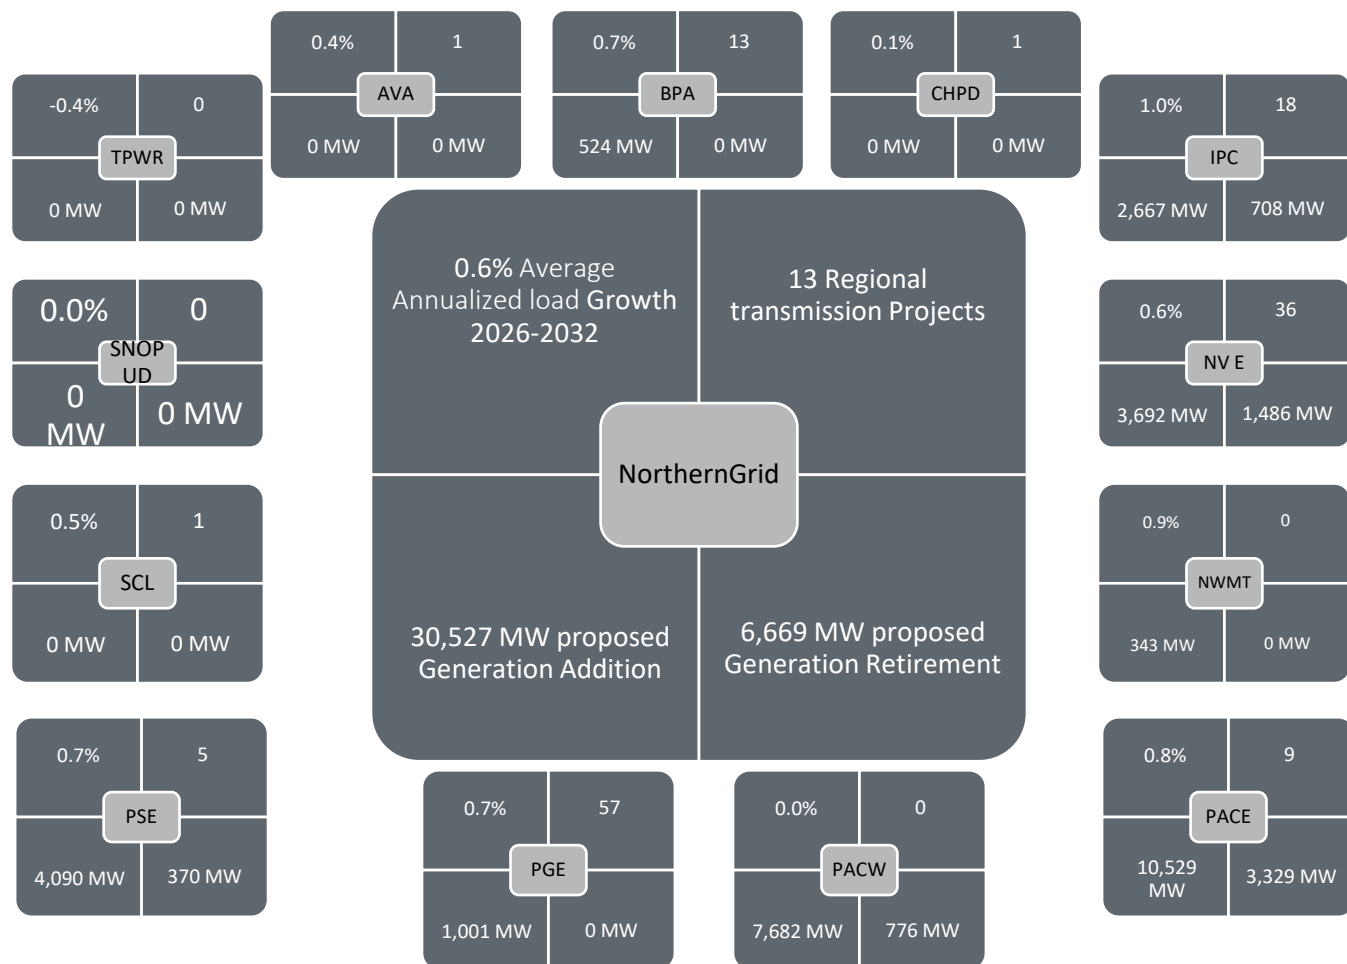 0.4%
1
AVA
0 MW
0 MW
0.7%
13
BPA
524 MW
0 MW
0.1%
1
CHPD
0 MW
0 MW
-0.4%
0
TPWR
0 MW
0 MW
1.0%
18
IPC
2,667 MW
708 MW
0.6% Average
Annualized load Growth
2026-2032
13 Regional
transmission Projects
NorthernGrid
30,527 MW proposed
Generation Addition
6,669 MW proposed
Generation Retirement
0.0%
0
SNOP
UD
0
MW
0 MW
0.6%
36
NV E
3,692 MW
1,486 MW
0.5%
1
SCL
0 MW
0 MW
0.9%
0
NWMT
343 MW
0 MW
0.7%
5
PSE
4,090 MW
370 MW
0.7%
57
PGE
1,001 MW
0 MW
0.0%
0
PACW
7,682 MW
776 MW
0.8%
9
PACE
10,529
MW
3,329 MW